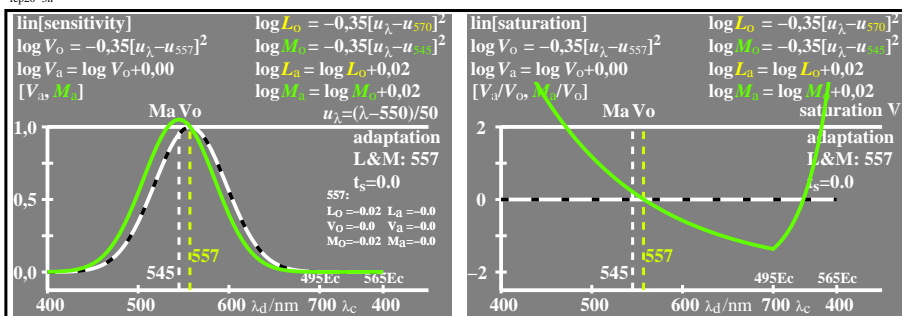 lin[sensitivity]
log Lo = −0,35[uλ−u570]²
log Vo = −0,35[uλ−u557]²
log Mo = −0,35[uλ−u545]²
log Va = log Vo+0,00
log La = log Lo+0,02
[Va, Ma]
log Ma = log Mo+0,02
Ma Vo
uλ=(λ−550)/50
1,0
adaptation
L&M: 557
ts=0.0
0,5
557:
Lo=−0.02 La=−0.0
Vo=−0.0 Va=−0.0
Mo=−0.02 Ma=−0.0
557
545
0,0
495Ec
565Ec
400 500 600 λd/nm 700 λc 400
lin[saturation]
log Lo = −0,35[uλ−u570]²
log Vo = −0,35[uλ−u557]²
log Mo = −0,35[uλ−u545]²
log Va = log Vo+0,00
log La = log Lo+0,02
[Va/Vo, Ma/Vo]
log Ma = log Mo+0,02
Ma Vo
saturation V
2
adaptation
L&M: 557
ts=0.0
0
557
545
−2
495Ec
565Ec
400 500 600 λd/nm 700 λc 400